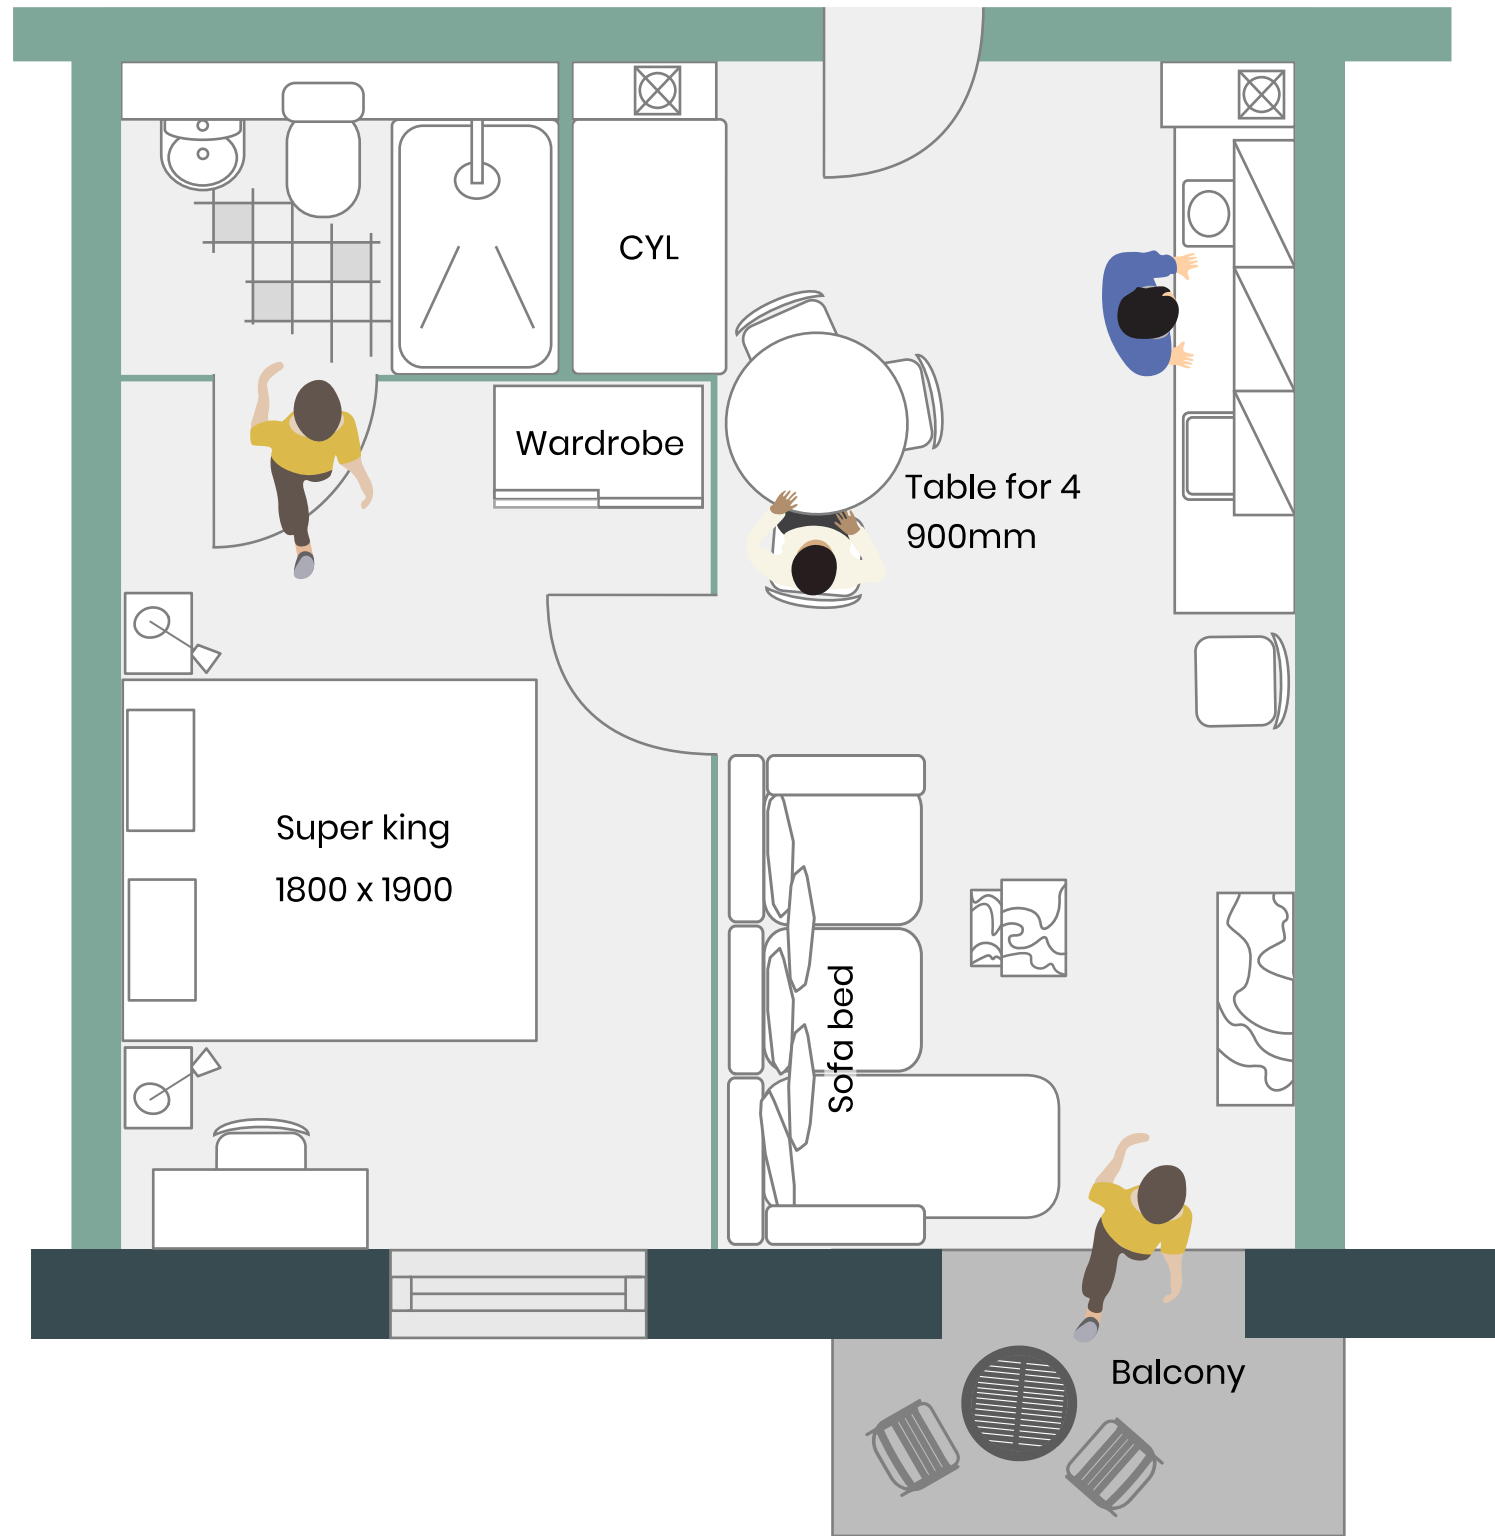 CYL
Wardrobe
Table for 4
900mm
Super king
1800 x 1900
Sofa bed
Balcony